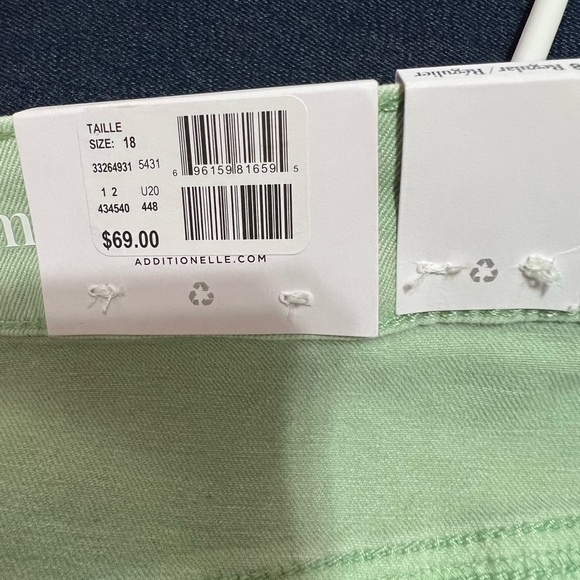 TAILLE
SIZE: 18
33264931 5431
1 2 U20
434540 448
$69.00
6 96159 81659 5
ADDITIONELLE.COM
Regular / Régulier